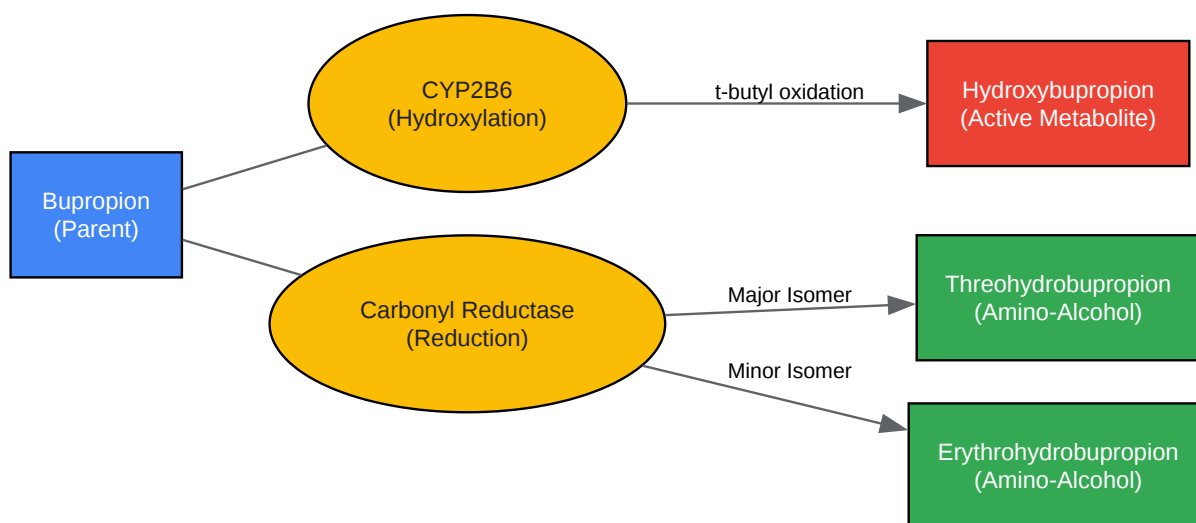 CYP2B6
(Hydroxylation)
t-butyl oxidation
Hydroxybupropion
(Active Metabolite)
Bupropion
(Parent)
Carbonyl Reductase
(Reduction)
Major Isomer
Threohydrobupropion
(Amino-Alcohol)
Minor Isomer
Erythrohydrobupropion
(Amino-Alcohol)